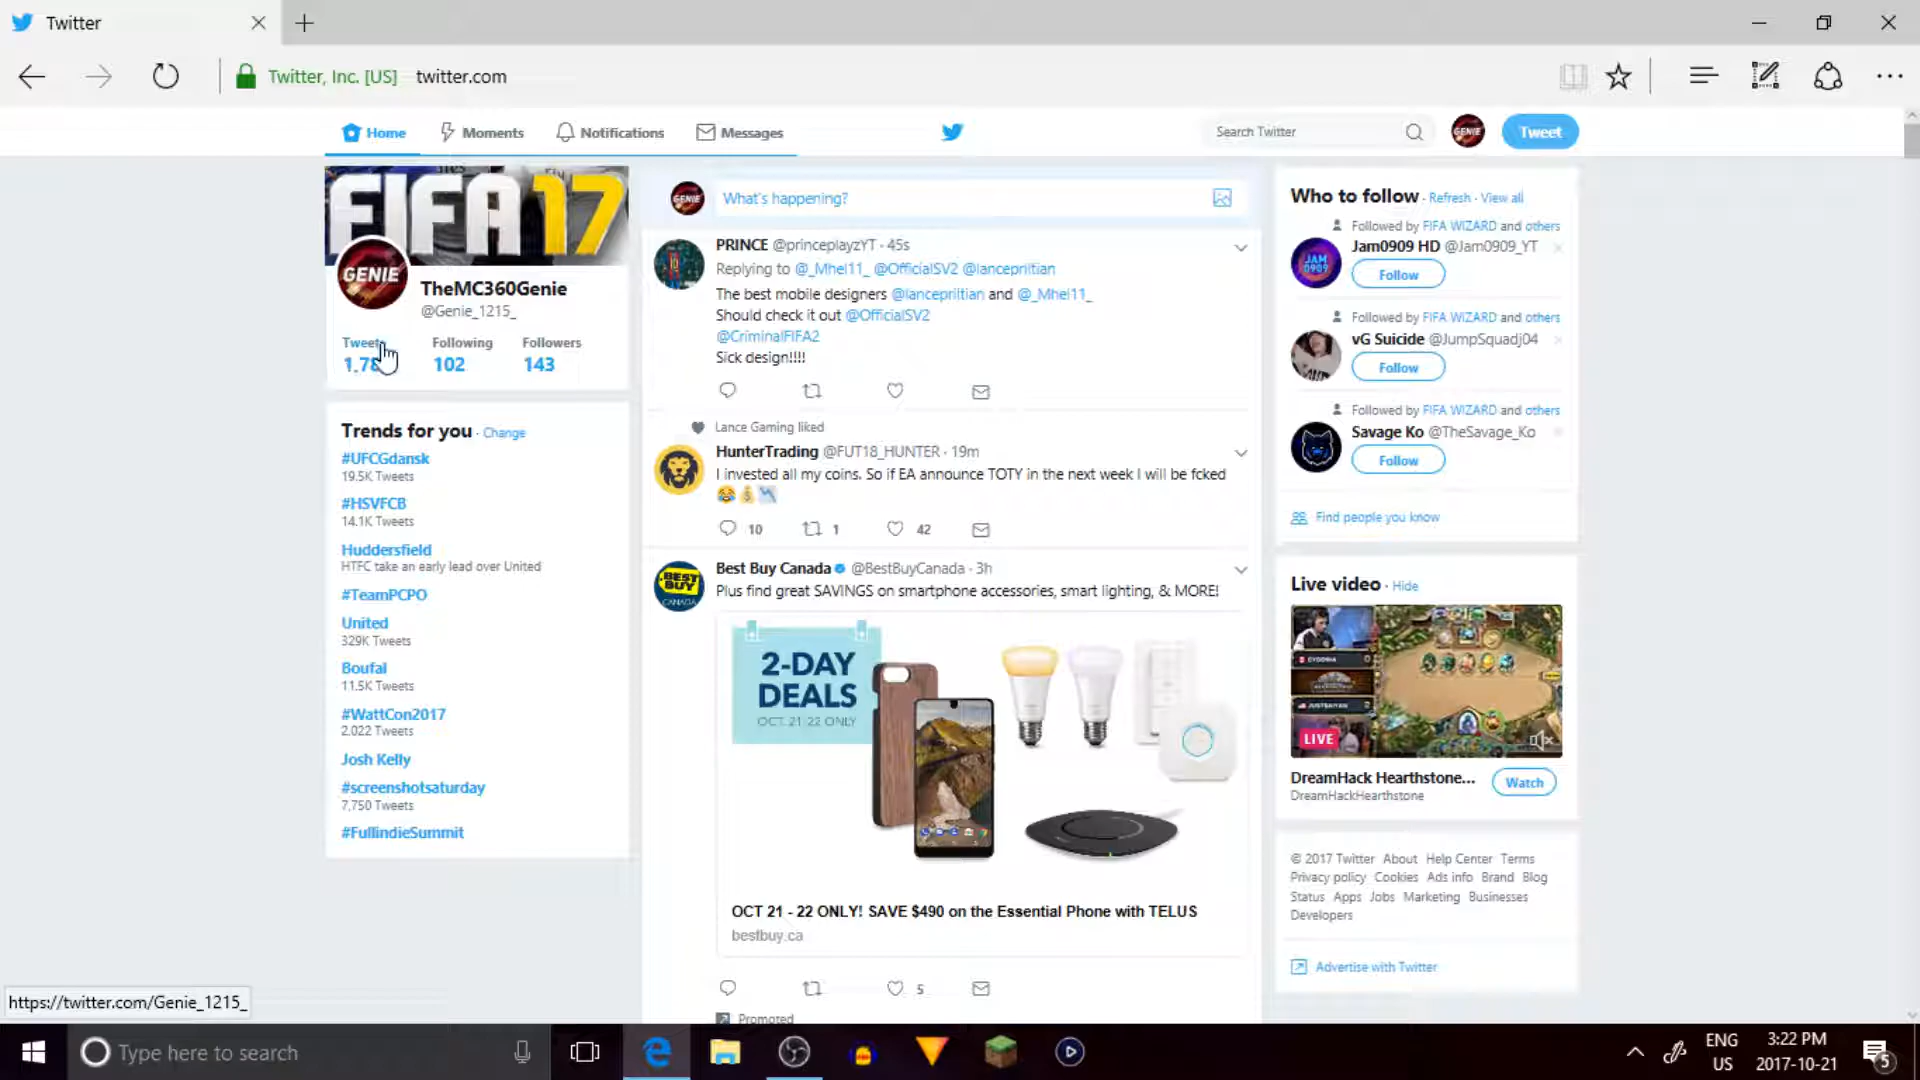 Twitter
Twitter, Inc. [US] twitter.com
Home Moments Notifications Messages
Search Twitter
GENIE
Tweet
FIFA 17
GENIE
TheMC360Genie
@Genie_1215_
Tweets Following Followers
1,78 102 143
Trends for you · Change
#UFCGdansk
19.5K Tweets
#HSVFCB
14.1K Tweets
Huddersfield
HTFC take an early lead over United
#TeamPCPO
United
329K Tweets
Boufal
11.5K Tweets
#WattCon2017
2,022 Tweets
Josh Kelly
#screenshotsaturday
7,750 Tweets
#FullindieSummit
GENIE
What's happening?
PRINCE @princeplayzYT · 45s
Replying to @_Mhel11_ @OfficialSV2 @lancepriltian
The best mobile designers @lancepriltian and @_Mhel11_
Should check it out @OfficialSV2
@CriminalFIFA2
Sick design!!!!
Lance Gaming liked
HunterTrading @FUT18_HUNTER · 19m
I invested all my coins. So if EA announce TOTY in the next week I will be fcked
😂💰📉
10 1 42
BEST BUY CANADA
Best Buy Canada @BestBuyCanada · 3h
Plus find great SAVINGS on smartphone accessories, smart lighting, & MORE!
2-DAY
DEALS
OCT 21-22 ONLY
OCT 21 - 22 ONLY! SAVE $490 on the Essential Phone with TELUS
bestbuy.ca
5
Promoted
Who to follow · Refresh · View all
Followed by FIFA WIZARD and others
JAM
0909
Jam0909 HD @Jam0909_YT
Follow
Followed by FIFA WIZARD and others
vG Suicide @JumpSquadj04
Follow
Followed by FIFA WIZARD and others
Savage Ko @TheSavage_Ko
Follow
Find people you know
Live video · Hide
LIVE
DreamHack Hearthstone...
DreamHackHearthstone
Watch
© 2017 Twitter About Help Center Terms
Privacy policy Cookies Ads info Brand Blog
Status Apps Jobs Marketing Businesses
Developers
Advertise with Twitter
https://twitter.com/Genie_1215_
Type here to search
ENG
US
3:22 PM
2017-10-21
5